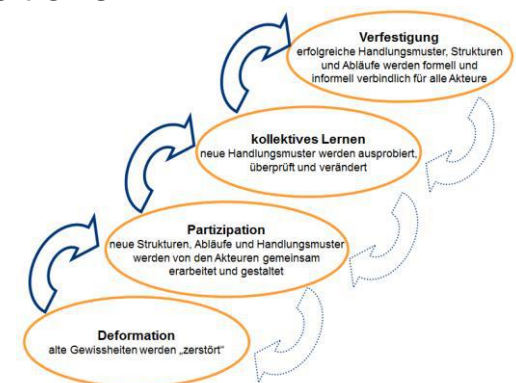 Verfestigung
erfolgreiche Handlungsmuster, Strukturen
und Abläufe werden formell und
informell verbindlich für alle Akteure
kollektives Lernen
neue Handlungsmuster werden ausprobiert,
überprüft und verändert
Partizipation
neue Strukturen, Abläufe und Handlungsmuster
werden von den Akteuren gemeinsam
erarbeitet und gestaltet
Deformation
alte Gewissheiten werden „zerstört“